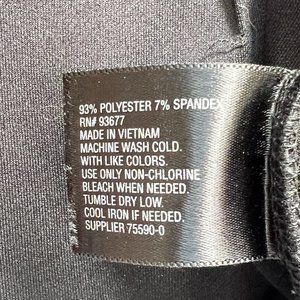 93% POLYESTER 7% SPANDEX
RN# 93677
MADE IN VIETNAM
MACHINE WASH COLD.
WITH LIKE COLORS.
USE ONLY NON-CHLORINE
BLEACH WHEN NEEDED.
TUMBLE DRY LOW.
COOL IRON IF NEEDED.
SUPPLIER 75590-0